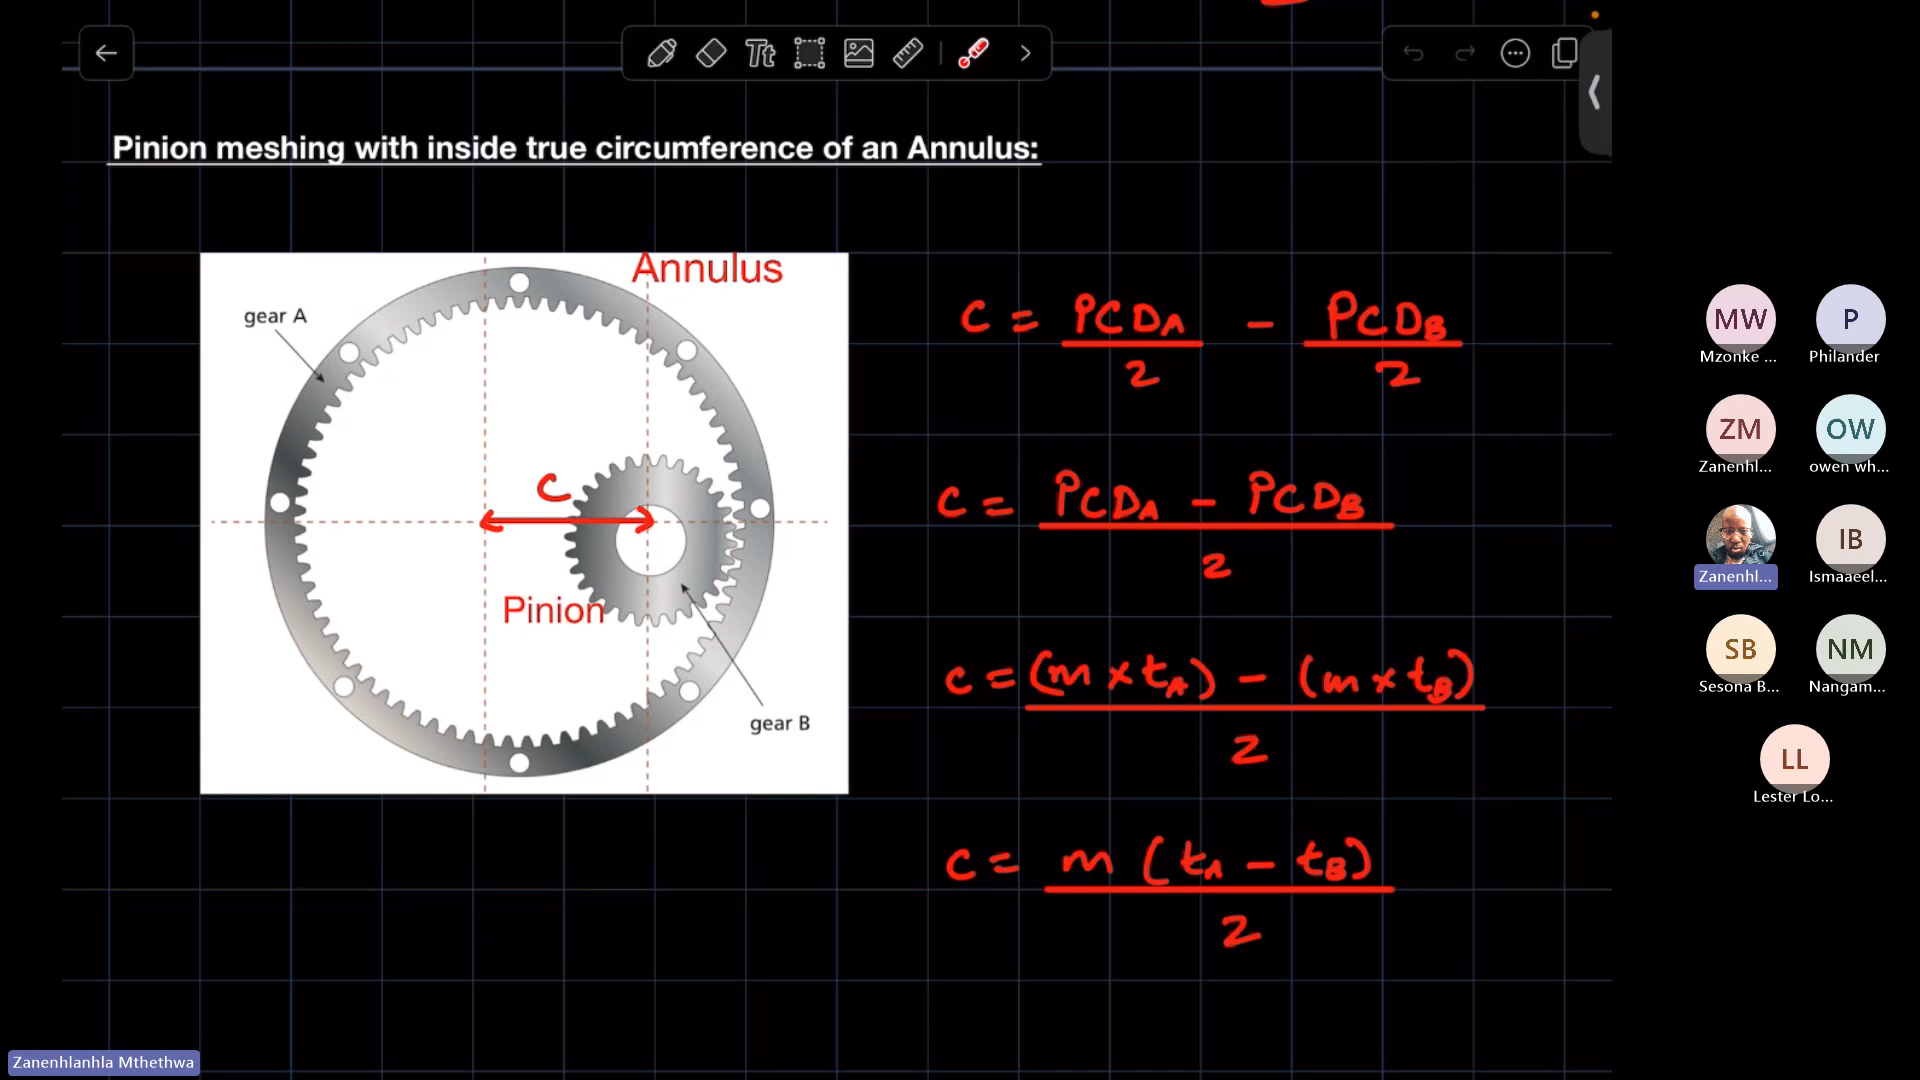 Tt
Pinion meshing with inside true circumference of an Annulus:
Annulus
gear A
C
Pinion
gear B
C = PCDA/2 - PCDB/2
C = PCDA - PCDB/2
C = (m × tA) - (m × tB)/2
C = m (tA - tB)/2
MW
Mzonke ...
P
Philander
ZM
Zanenhl...
OW
owen wh...
Zanenhl...
IB
Ismaaeel...
SB
Sesona B...
NM
Nangam...
LL
Lester Lo...
Zanenhlanhla Mthethwa